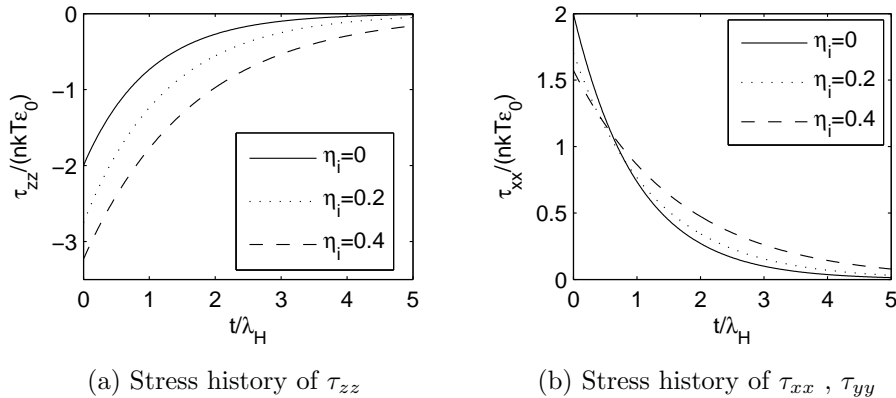 0
−1
−2
−3
0 1 2 3 4 5
τzz/(nkTε0)
t/λH
ηi=0
ηi=0.2
ηi=0.4
(a) Stress history of τzz
2
1.5
1
0.5
0
0 1 2 3 4 5
τxx/(nkTε0)
t/λH
ηi=0
ηi=0.2
ηi=0.4
(b) Stress history of τxx , τyy